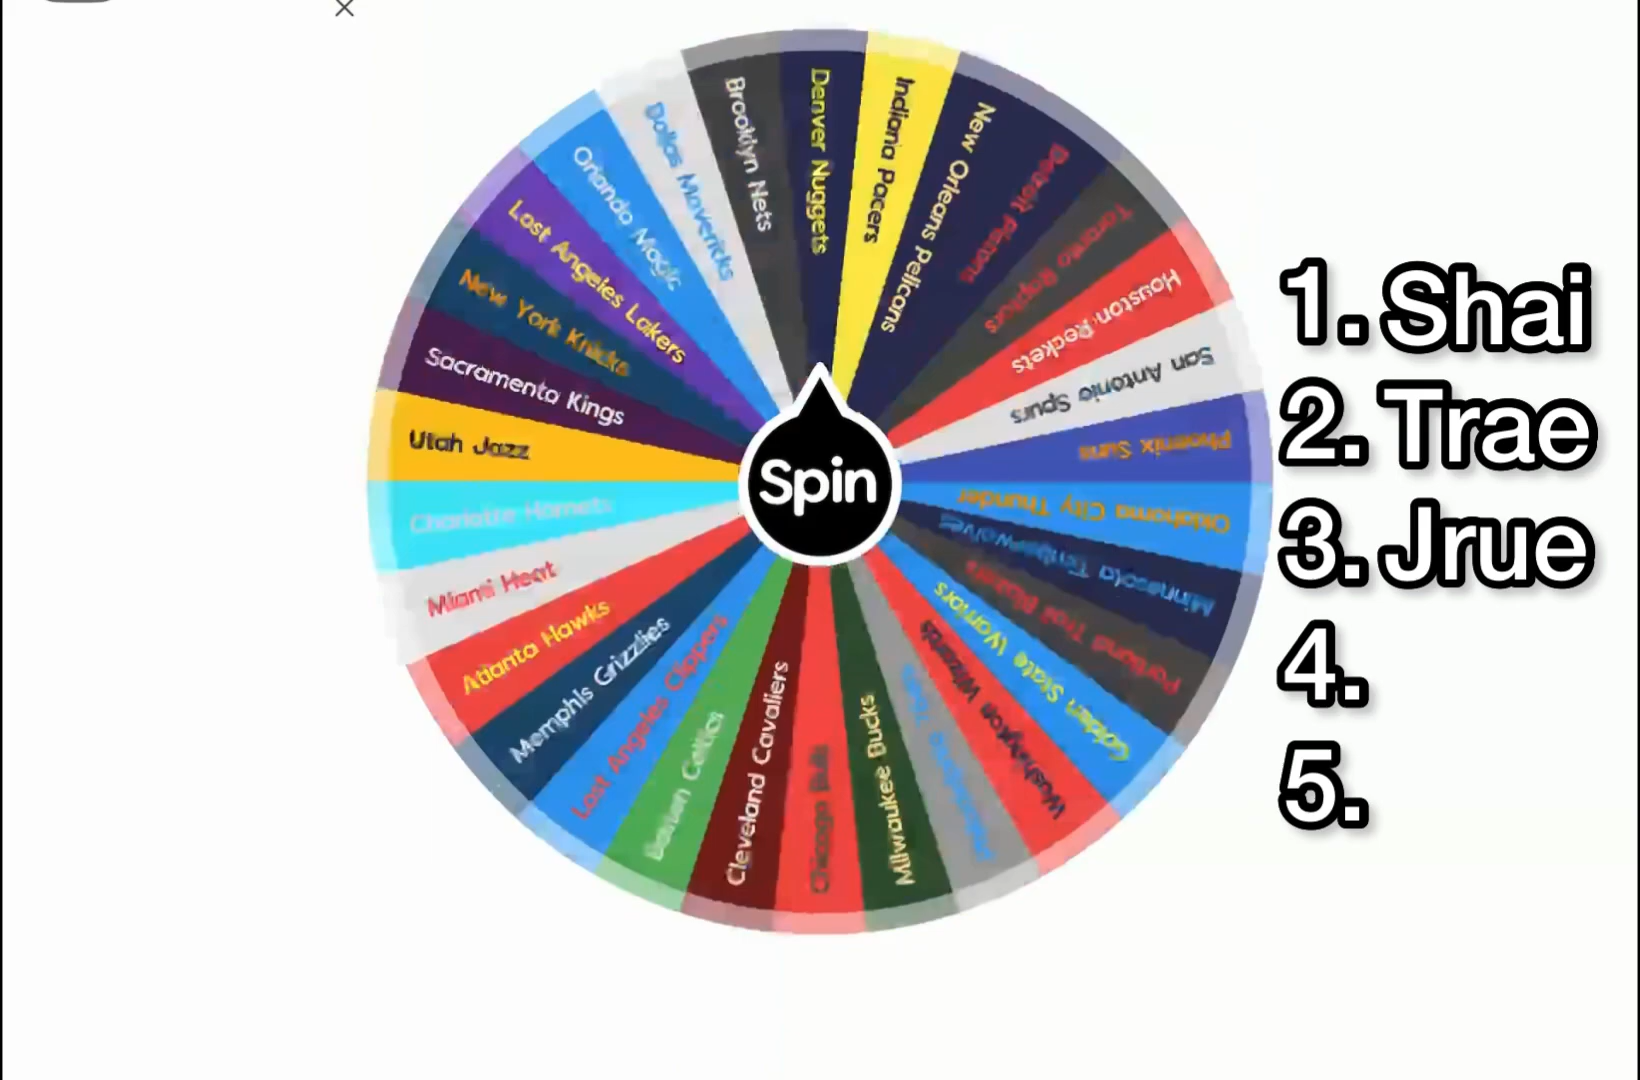 Brooklyn Nets
Denver Nuggets
Indiana Pacers
New Orleans Pelicans
Detroit Pistons
Toronto Raptors
Houston Rockets
San Antonio Spurs
Phoenix Suns
Oklahoma City Thunder
Minnesota Timberwolves
Portland Trail Blazers
Golden State Warriors
Washington Wizards
Milwaukee Bucks
Chicago Bulls
Cleveland Cavaliers
Boston Celtics
Lost Angeles Clippers
Memphis Grizzlies
Atlanta Hawks
Miami Heat
Charlotte Hornets
Utah Jazz
Sacramento Kings
New York Knicks
Lost Angeles Lakers
Orlando Magic
Dallas Mavericks
Spin
1. Shai
2. Trae
3. Jrue
4.
5.